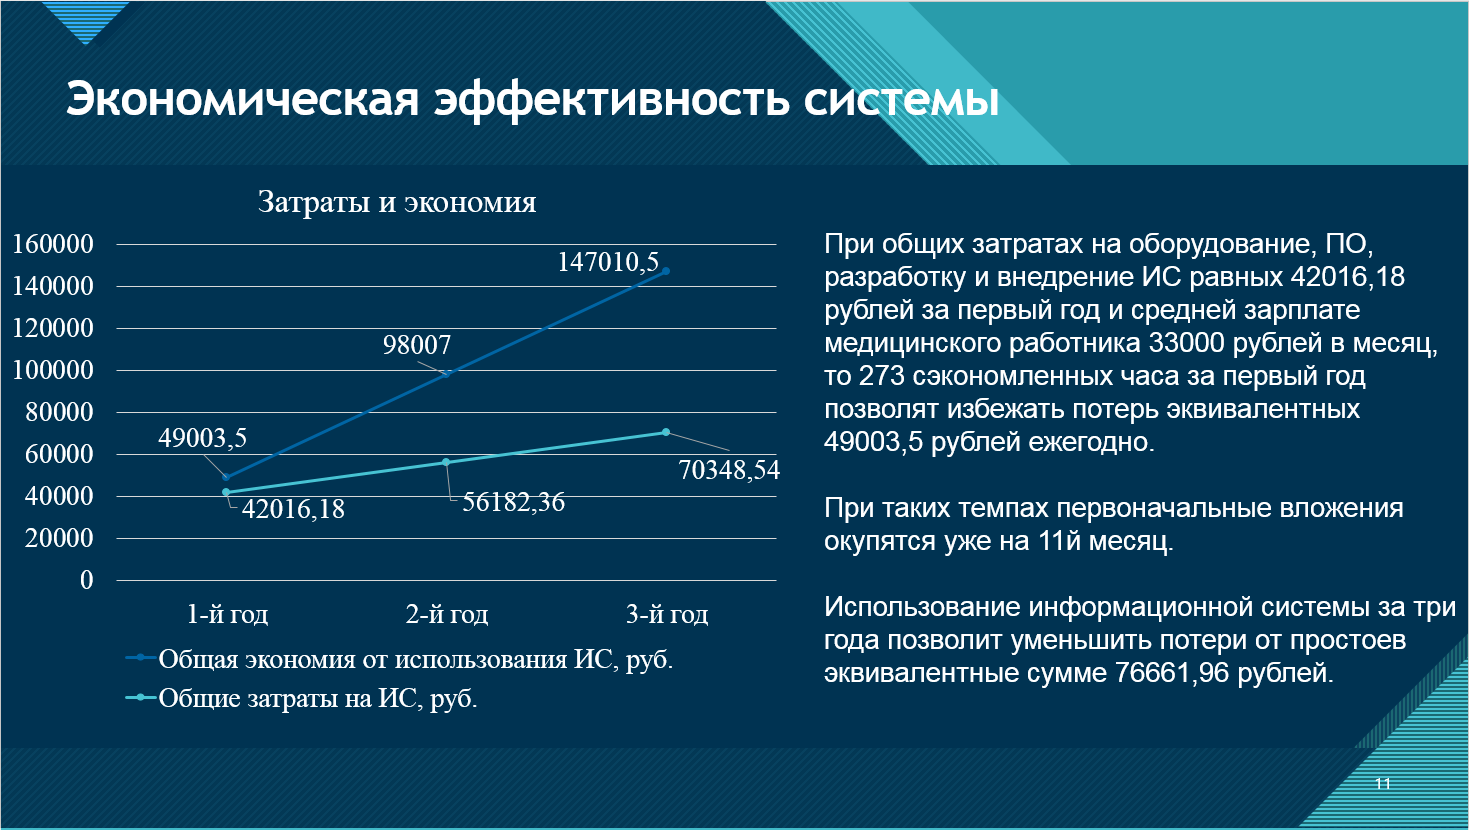 Экономическая эффективность системы
Затраты и экономия
160000
140000
120000
100000
80000
60000
40000
20000
0
147010,5
98007
49003,5
70348,54
56182,36
42016,18
1-й год
2-й год
3-й год
Общая экономия от использования ИС, руб.
Общие затраты на ИС, руб.
При общих затратах на оборудование, ПО,
разработку и внедрение ИС равных 42016,18
рублей за первый год и средней зарплате
медицинского работника 33000 рублей в месяц,
то 273 сэкономленных часа за первый год
позволят избежать потерь эквивалентных
49003,5 рублей ежегодно.
При таких темпах первоначальные вложения
окупятся уже на 11й месяц.
Использование информационной системы за три
года позволит уменьшить потери от простоев
эквивалентные сумме 76661,96 рублей.
11